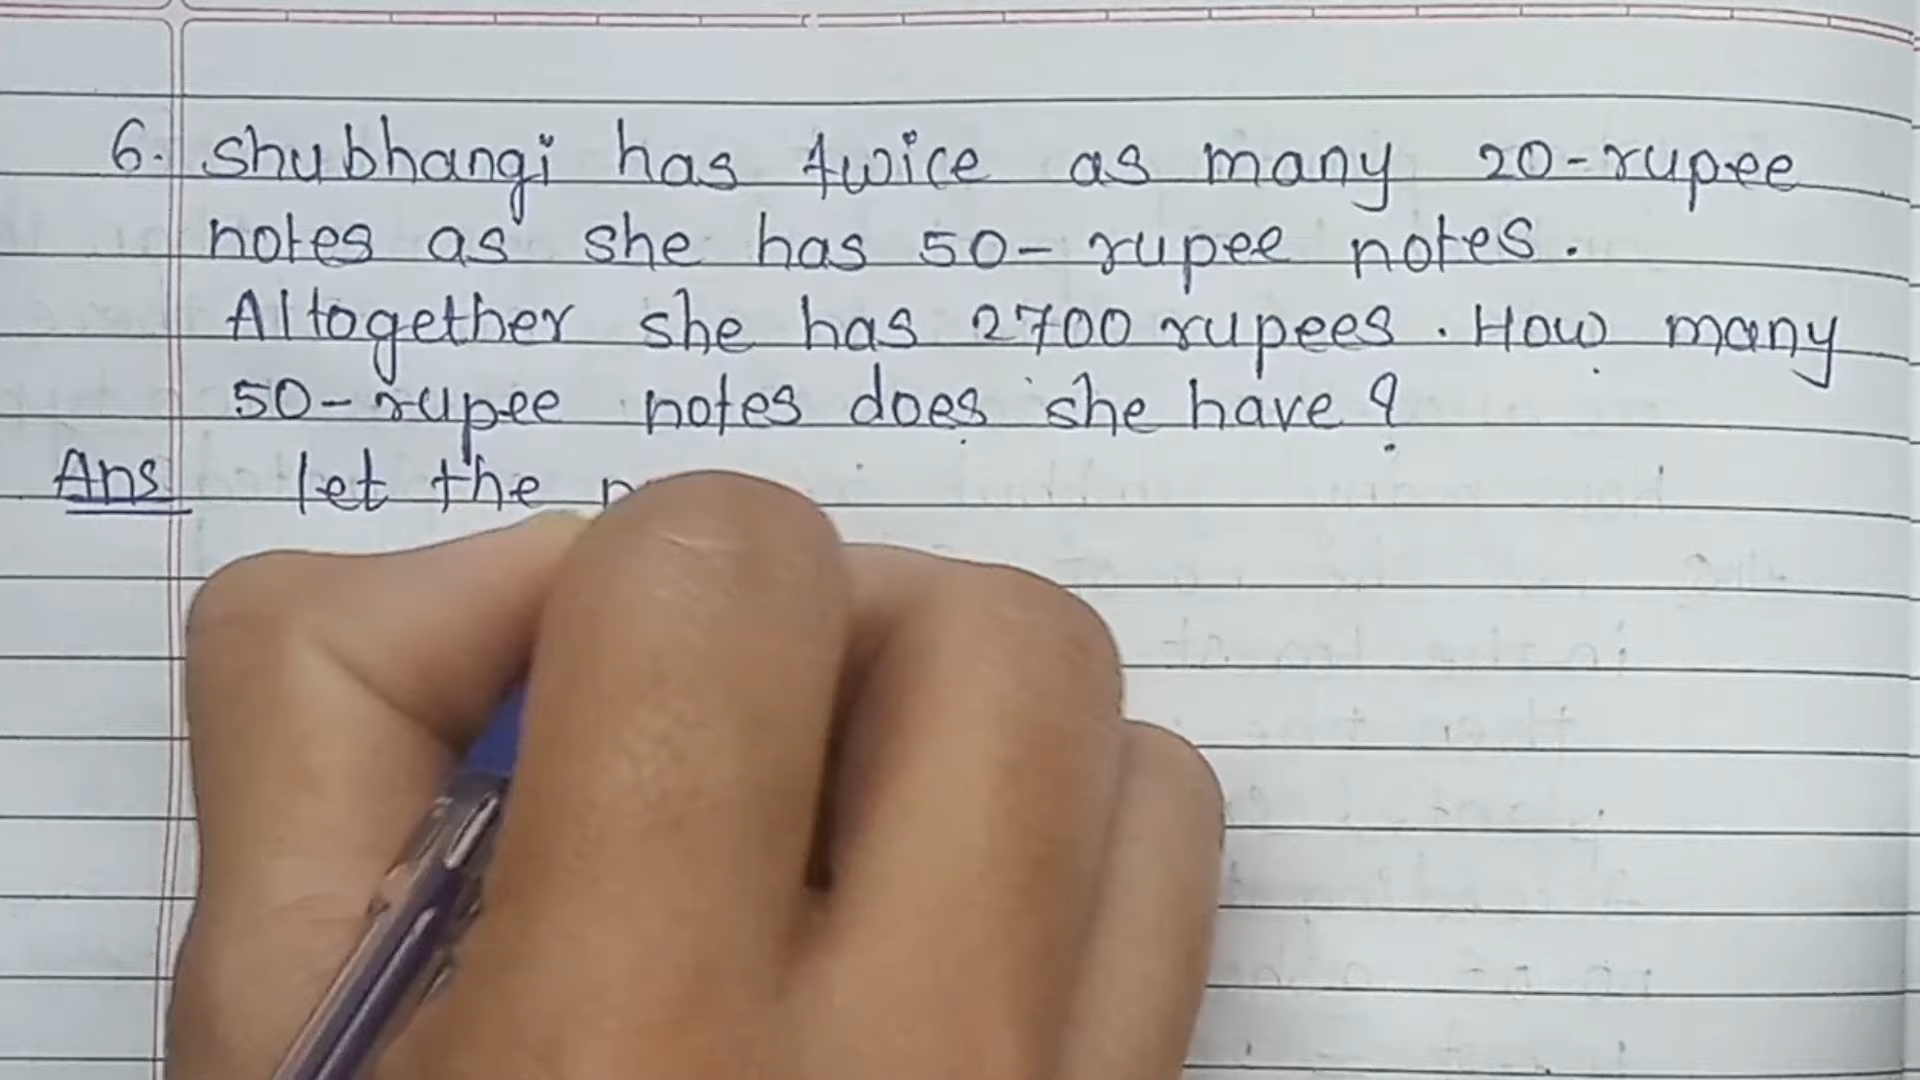 6. Shubhangi has twice as many 20-rupee
notes as she has 50-rupee notes.
Altogether she has 2700 rupees. How many
50-rupee notes does she have?
Ans let the